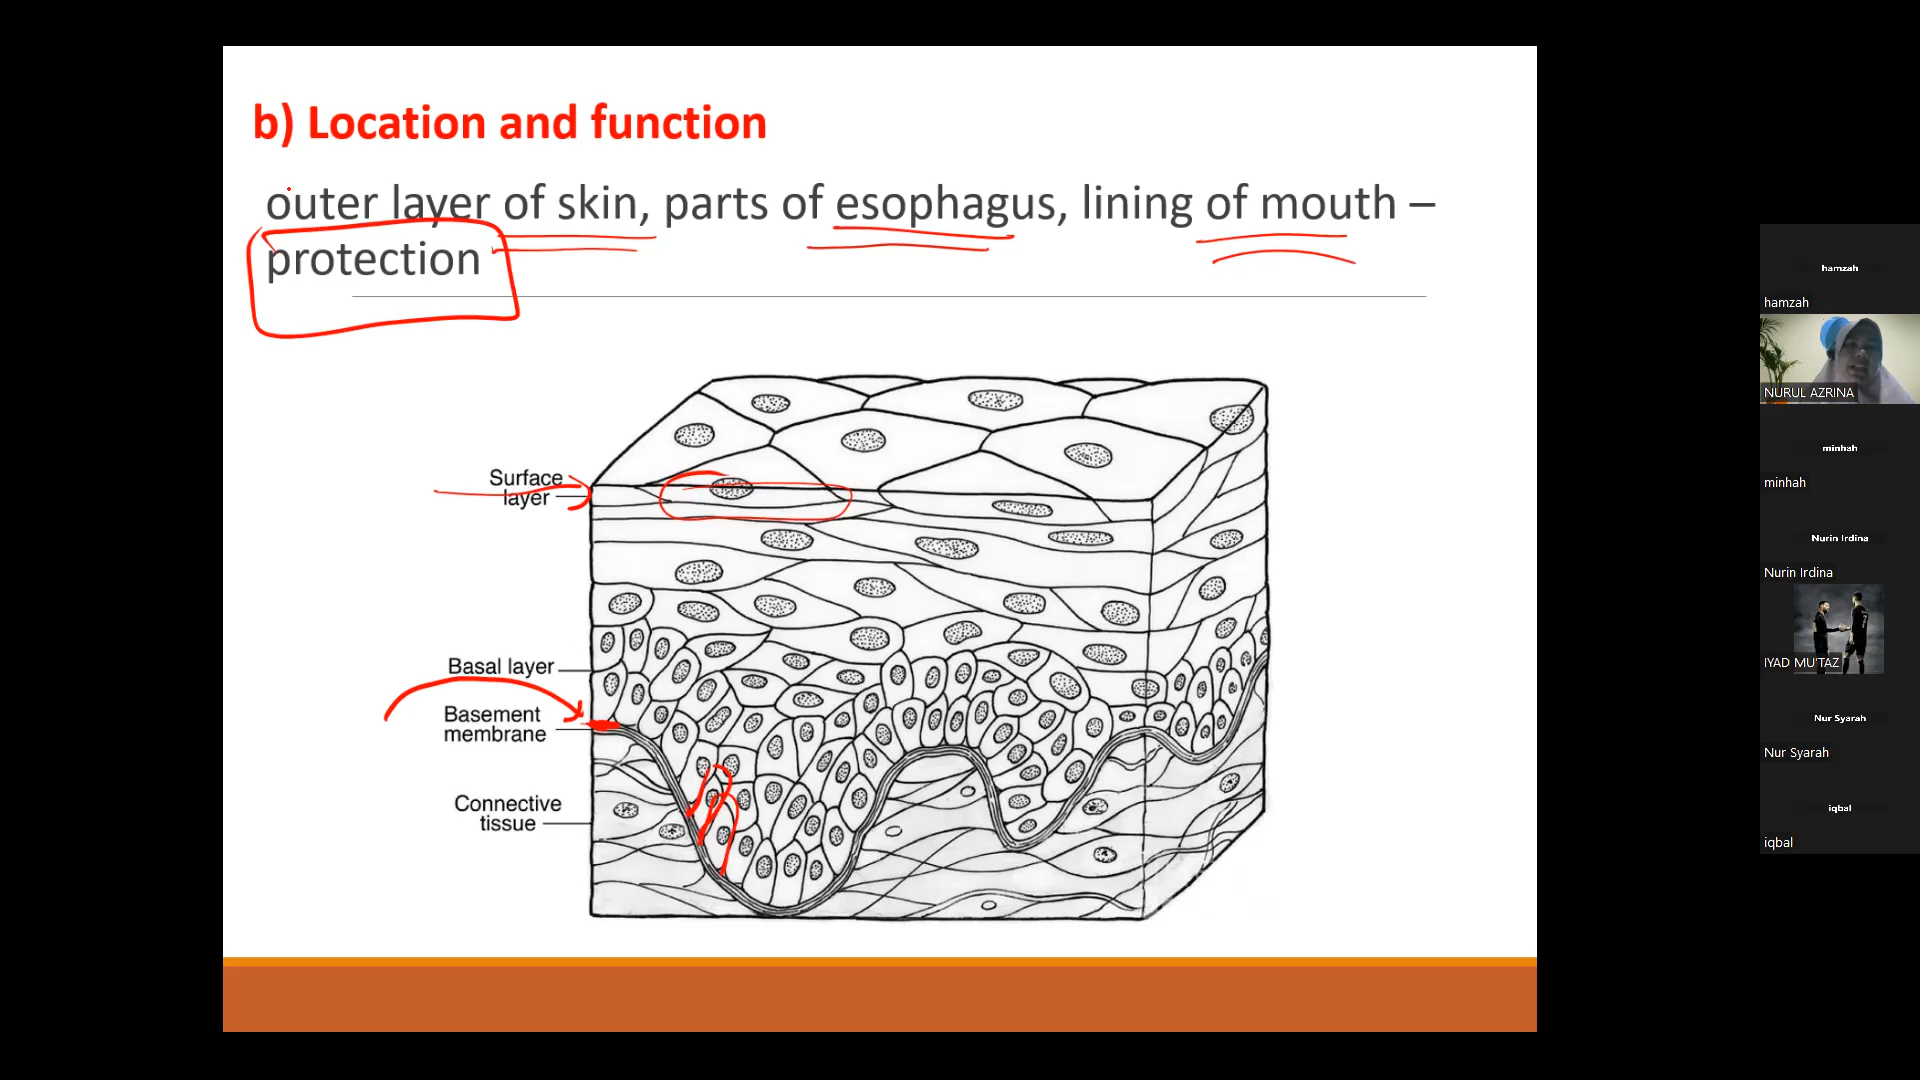 b) Location and function
outer layer of skin, parts of esophagus, lining of mouth –
protection
Surface
layer
Basal layer
Basement
membrane
Connective
tissue
hamzah
hamzah
NURUL AZRINA
minhah
minhah
Nurin Irdina
Nurin Irdina
IYAD MU'TAZ
Nur Syarah
Nur Syarah
iqbal
iqbal